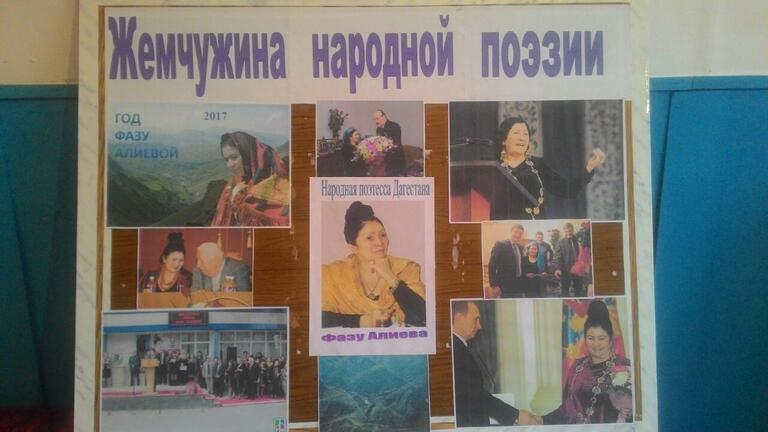 Жемчужина народной поэзии
ГОД
ФАЗУ
АЛИЕВОЙ
2017
Народная поэтесса Дагестана
Фазу Алиева